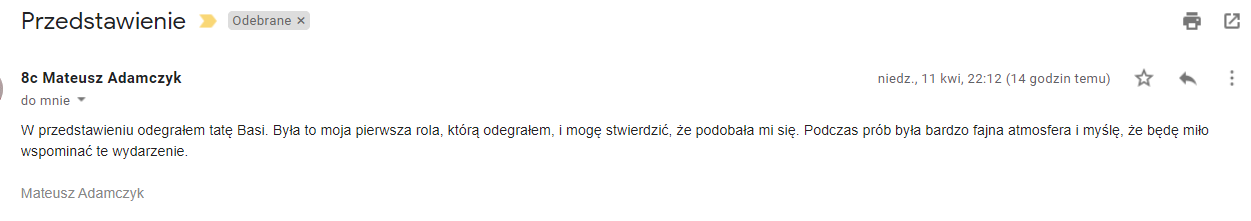 Przedstawienie Odebrane ×
8c Mateusz Adamczyk niedz., 11 kwi, 22:12 (14 godzin temu)
do mnie
W przedstawieniu odegrałem tatę Basi. Była to moja pierwsza rola, którą odegrałem, i mogę stwierdzić, że podobała mi się. Podczas prób była bardzo fajna atmosfera i myślę, że będę miło
wspominać te wydarzenie.
Mateusz Adamczyk